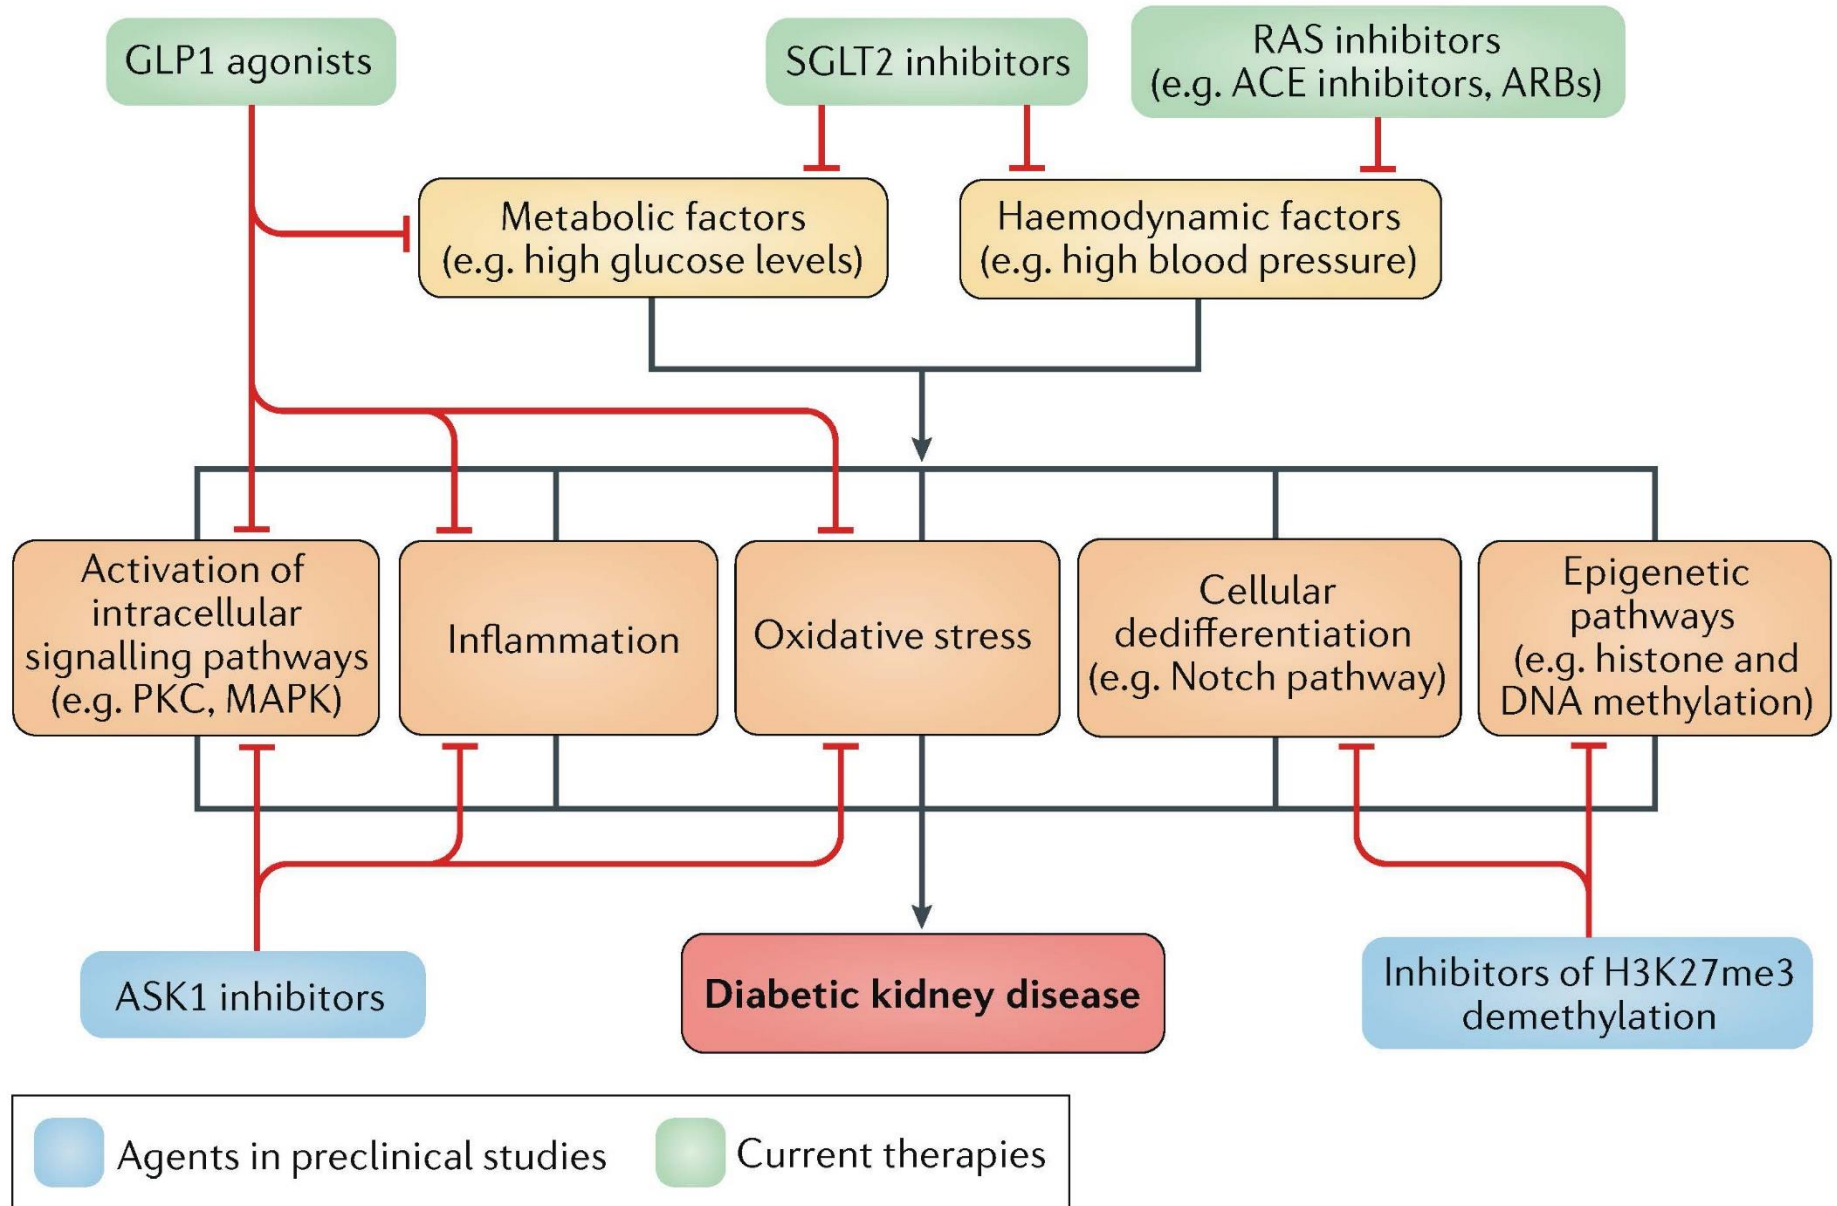 GLP1 agonists
SGLT2 inhibitors
RAS inhibitors
(e.g. ACE inhibitors, ARBs)
Metabolic factors
(e.g. high glucose levels)
Haemodynamic factors
(e.g. high blood pressure)
Activation of
intracellular
signalling pathways
(e.g. PKC, MAPK)
Inflammation
Oxidative stress
Cellular
dedifferentiation
(e.g. Notch pathway)
Epigenetic
pathways
(e.g. histone and
DNA methylation)
ASK1 inhibitors
Diabetic kidney disease
Inhibitors of H3K27me3
demethylation
Agents in preclinical studies
Current therapies